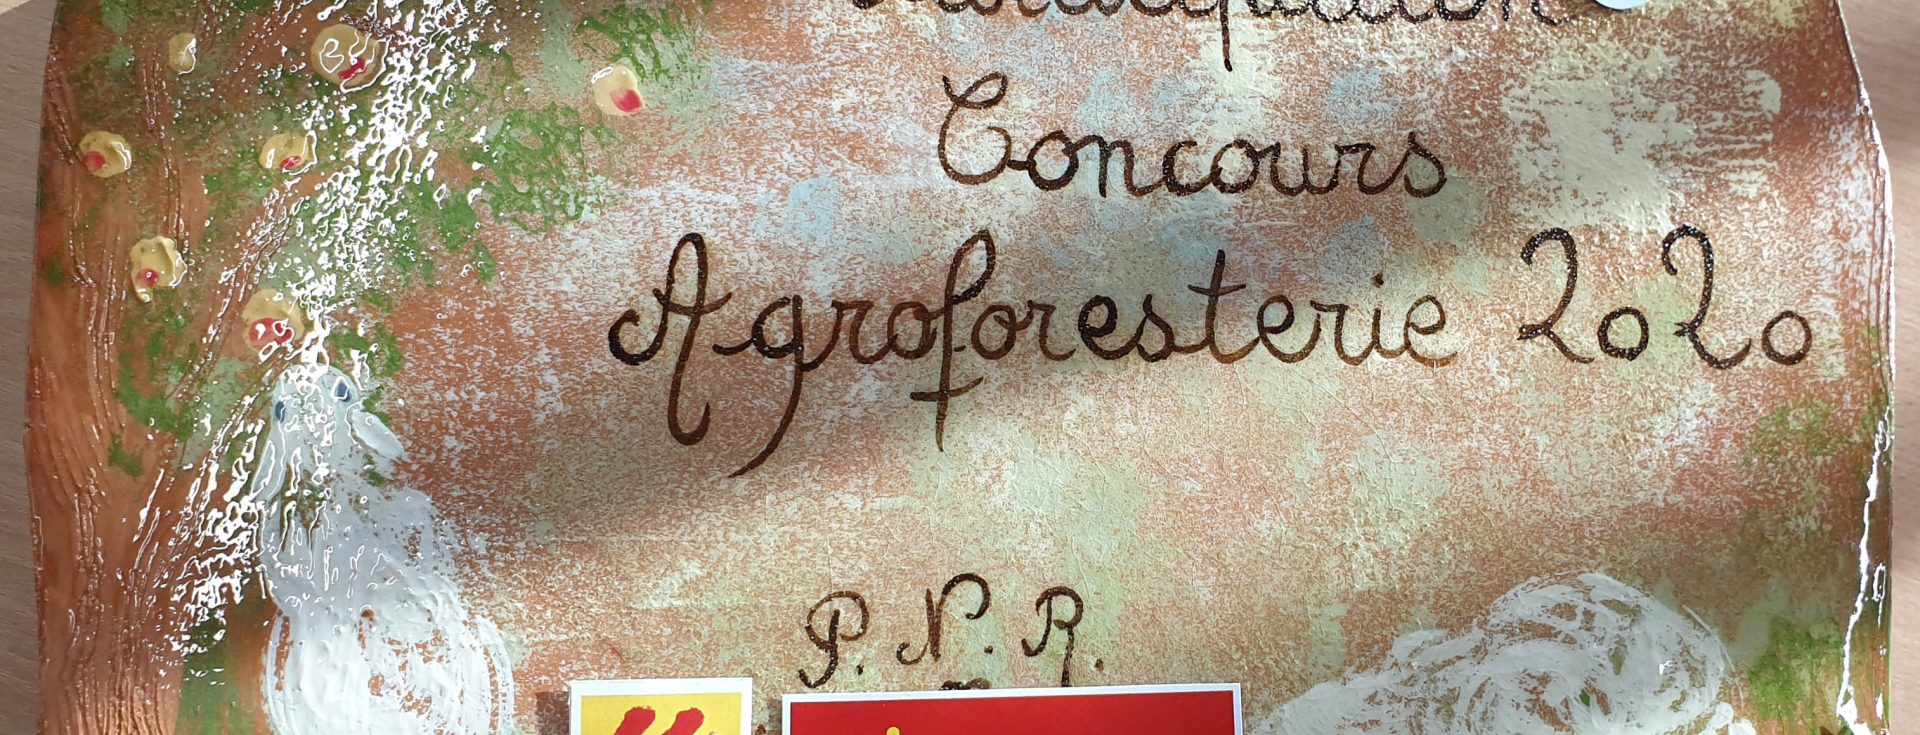 Concours
Agroforesterie 2020
P. N. R.